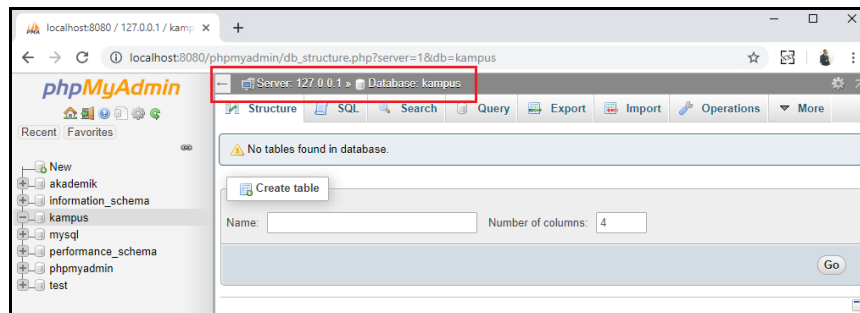 localhost:8080 / 127.0.0.1 / kamp
localhost:8080/phpmyadmin/db_structure.php?server=1&db=kampus
phpMyAdmin
Recent Favorites
New
akademik
information_schema
kampus
mysql
performance_schema
phpmyadmin
test
Server: 127.0.0.1 » Database: kampus
Structure SQL Search Query Export Import Operations More
No tables found in database.
Create table
Name: Number of columns: 4
Go